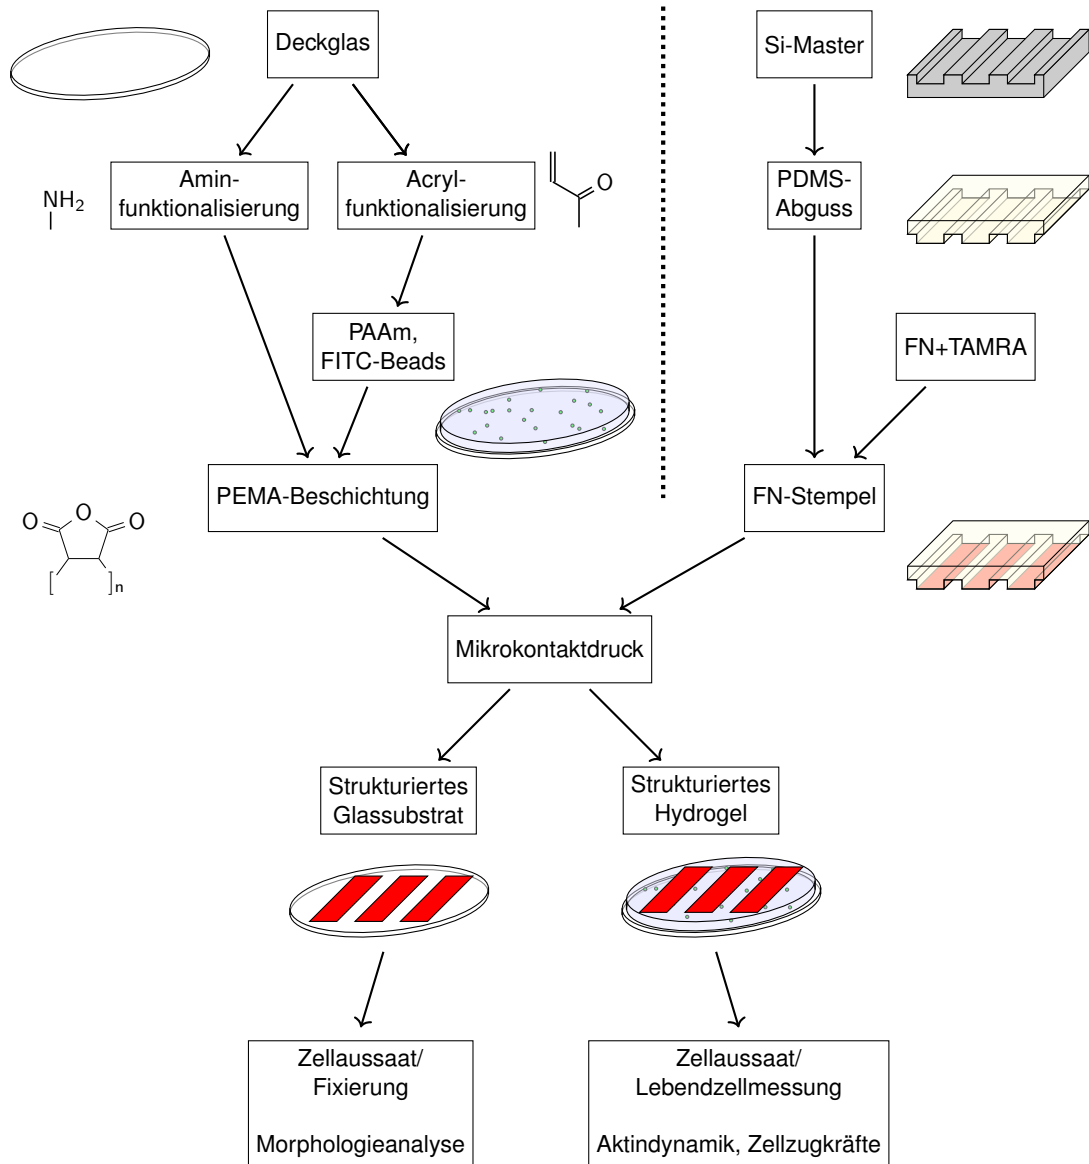 Deckglas
Si-Master
Amin-
funktionalisierung
Acryl-
funktionalisierung
NH2
O
PDMS-
Abguss
PAAm,
FITC-Beads
FN+TAMRA
PEMA-Beschichtung
FN-Stempel
O
O
O
[ ]n
Mikrokontaktdruck
Strukturiertes
Glassubstrat
Strukturiertes
Hydrogel
Zellaussaat/
Fixierung
Morphologieanalyse
Zellaussaat/
Lebendzellmessung
Aktindynamik, Zellzugkräfte